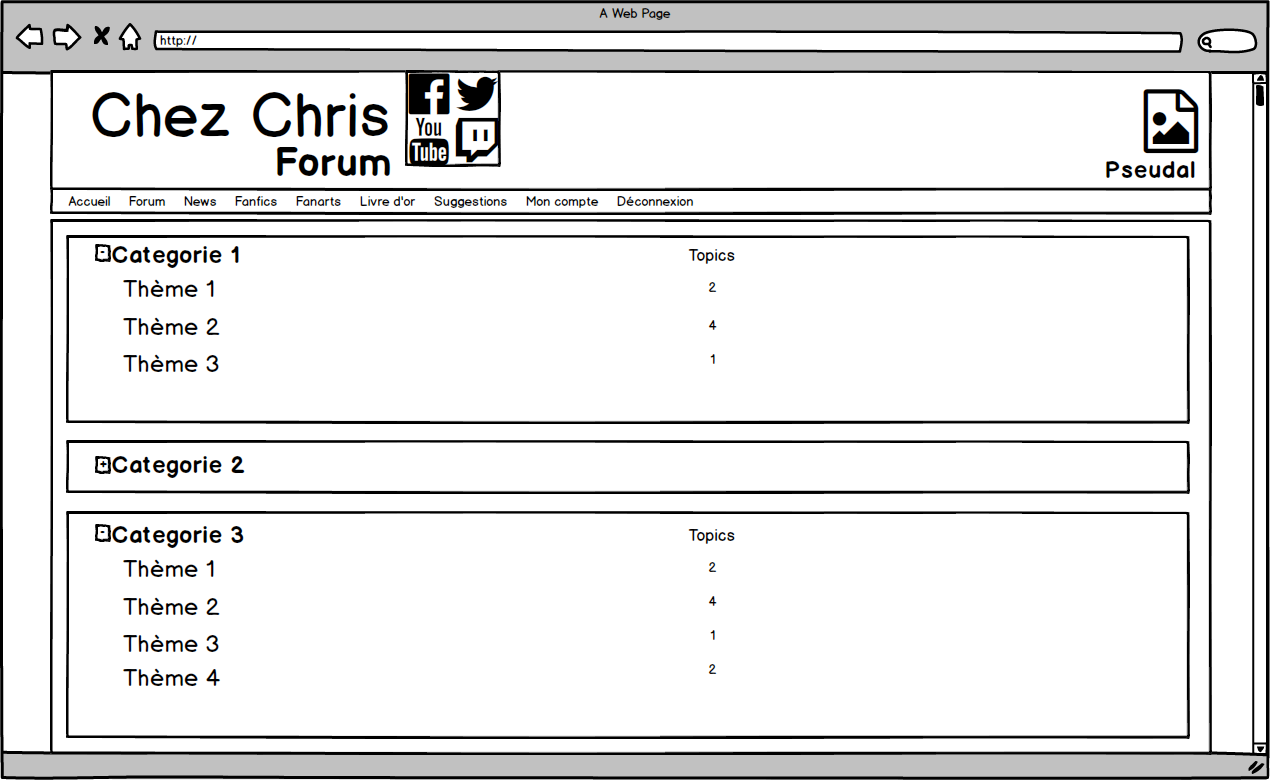 A Web Page
http://
Chez Chris
Forum
You
Tube
Pseudal
Accueil Forum News Fanfics Fanarts Livre d'or Suggestions Mon compte Déconnexion
- Categorie 1 Topics
Thème 1 2
Thème 2 4
Thème 3 1
+ Categorie 2
- Categorie 3 Topics
Thème 1 2
Thème 2 4
Thème 3 1
Thème 4 2